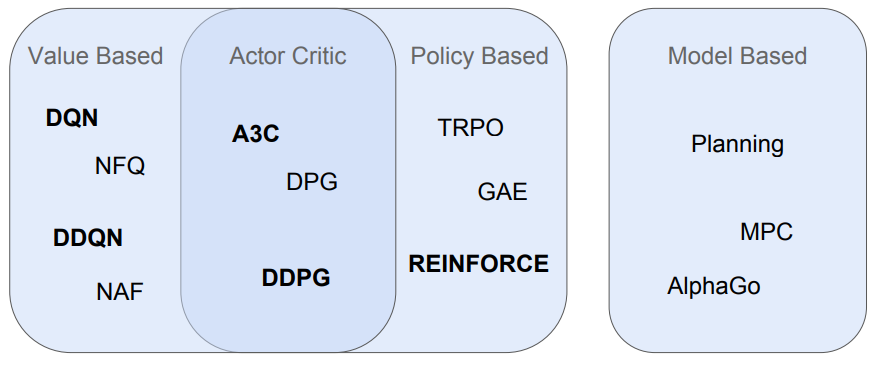 Value Based
Actor Critic
Policy Based
Model Based
DQN
NFQ
DDQN
NAF
A3C
DPG
DDPG
TRPO
GAE
REINFORCE
Planning
MPC
AlphaGo